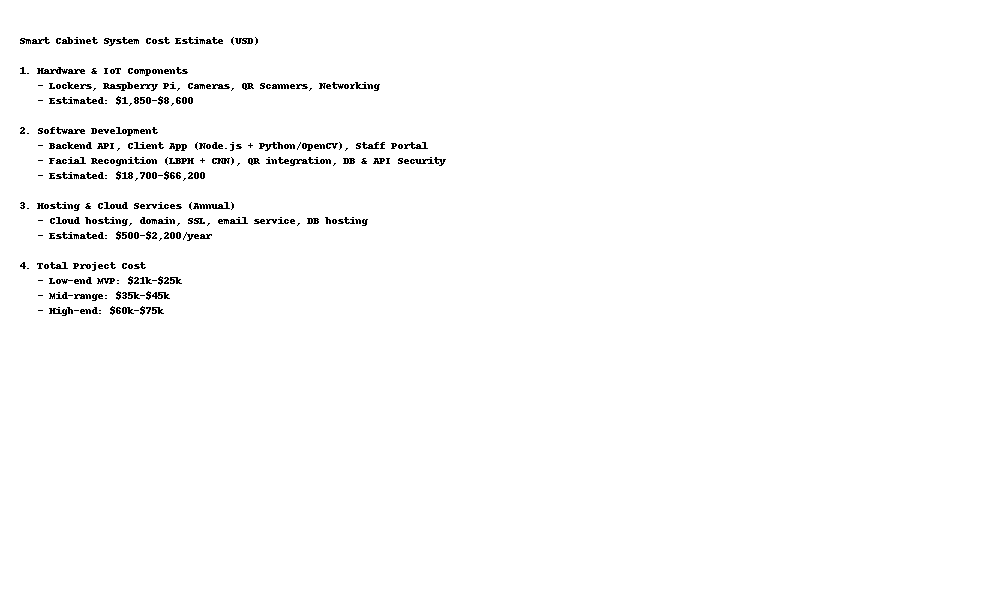 Smart Cabinet System Cost Estimate (USD)
1. Hardware & IoT Components
- Lockers, Raspberry Pi, Cameras, QR Scanners, Networking
- Estimated: $1,850-$8,600
2. Software Development
- Backend API, Client App (Node.js + Python/OpenCV), Staff Portal
- Facial Recognition (LBPH + CNN), QR integration, DB & API Security
- Estimated: $18,700-$66,200
3. Hosting & Cloud Services (Annual)
- Cloud hosting, domain, SSL, email service, DB hosting
- Estimated: $500-$2,200/year
4. Total Project Cost
- Low-end MVP: $21k-$25k
- Mid-range: $35k-$45k
- High-end: $60k-$75k